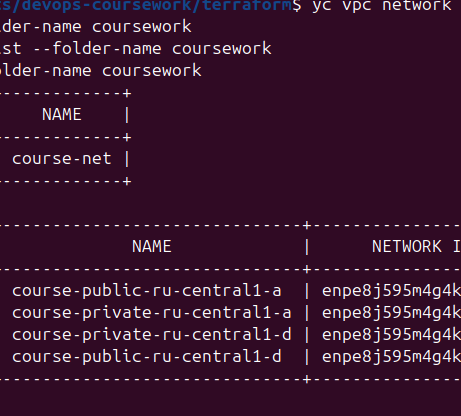 ts/devops-coursework/terraform$ yc vpc network
lder-name coursework
ist --folder-name coursework
older-name coursework
-------------+
NAME |
-------------+
course-net |
-------------+
--------------------------------+---------------
NAME | NETWORK I
--------------------------------+---------------
course-public-ru-central1-a | enpe8j595m4g4k
course-private-ru-central1-a | enpe8j595m4g4k
course-private-ru-central1-d | enpe8j595m4g4k
course-public-ru-central1-d | enpe8j595m4g4k
--------------------------------+---------------